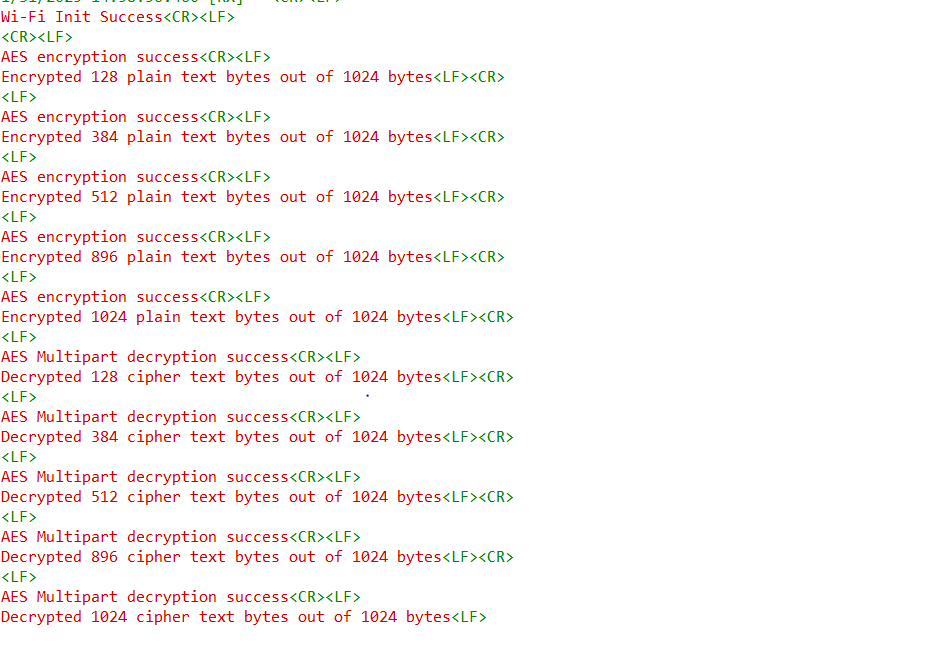 Wi-Fi Init Success<CR><LF>
<CR><LF>
AES encryption success<CR><LF>
Encrypted 128 plain text bytes out of 1024 bytes<LF><CR>
<LF>
AES encryption success<CR><LF>
Encrypted 384 plain text bytes out of 1024 bytes<LF><CR>
<LF>
AES encryption success<CR><LF>
Encrypted 512 plain text bytes out of 1024 bytes<LF><CR>
<LF>
AES encryption success<CR><LF>
Encrypted 896 plain text bytes out of 1024 bytes<LF><CR>
<LF>
AES encryption success<CR><LF>
Encrypted 1024 plain text bytes out of 1024 bytes<LF><CR>
<LF>
AES Multipart decryption success<CR><LF>
Decrypted 128 cipher text bytes out of 1024 bytes<LF><CR>
<LF>
AES Multipart decryption success<CR><LF>
Decrypted 384 cipher text bytes out of 1024 bytes<LF><CR>
<LF>
AES Multipart decryption success<CR><LF>
Decrypted 512 cipher text bytes out of 1024 bytes<LF><CR>
<LF>
AES Multipart decryption success<CR><LF>
Decrypted 896 cipher text bytes out of 1024 bytes<LF><CR>
<LF>
AES Multipart decryption success<CR><LF>
Decrypted 1024 cipher text bytes out of 1024 bytes<LF>